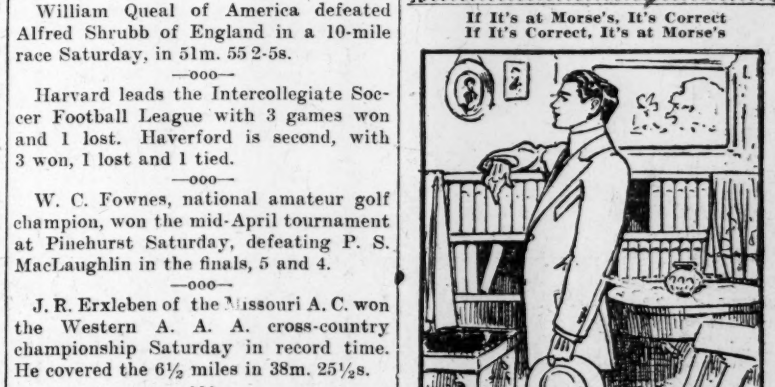 William Queal of America defeated
Alfred Shrubb of England in a 10-mile
race Saturday, in 51m. 55 2-5s.
—ooo—
Harvard leads the Intercollegiate Soc-
cer Football League with 3 games won
and 1 lost. Haverford is second, with
3 won, 1 lost and 1 tied.
—ooo—
W. C. Fownes, national amateur golf
champion, won the mid-April tournament
at Pinehurst Saturday, defeating P. S.
MacLaughlin in the finals, 5 and 4.
—ooo—
J. R. Erxleben of the Missouri A. C. won
the Western A. A. A. cross-country
championship Saturday in record time.
He covered the 6½ miles in 38m. 25½s.
If It's at Morse's, It's Correct
If It's Correct, It's at Morse's